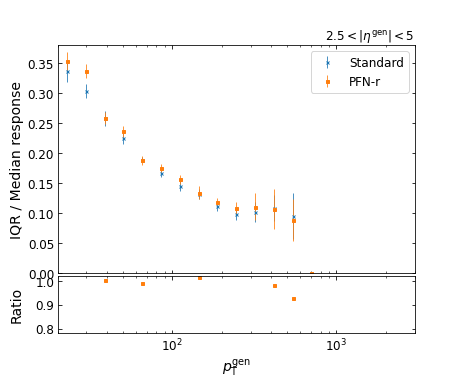 2.5 < |η^gen| < 5
Standard
PFN-r
IQR / Median response
0.35
0.30
0.25
0.20
0.15
0.10
0.05
0.00
Ratio
1.0
0.9
0.8
10^2
10^3
p_T^gen